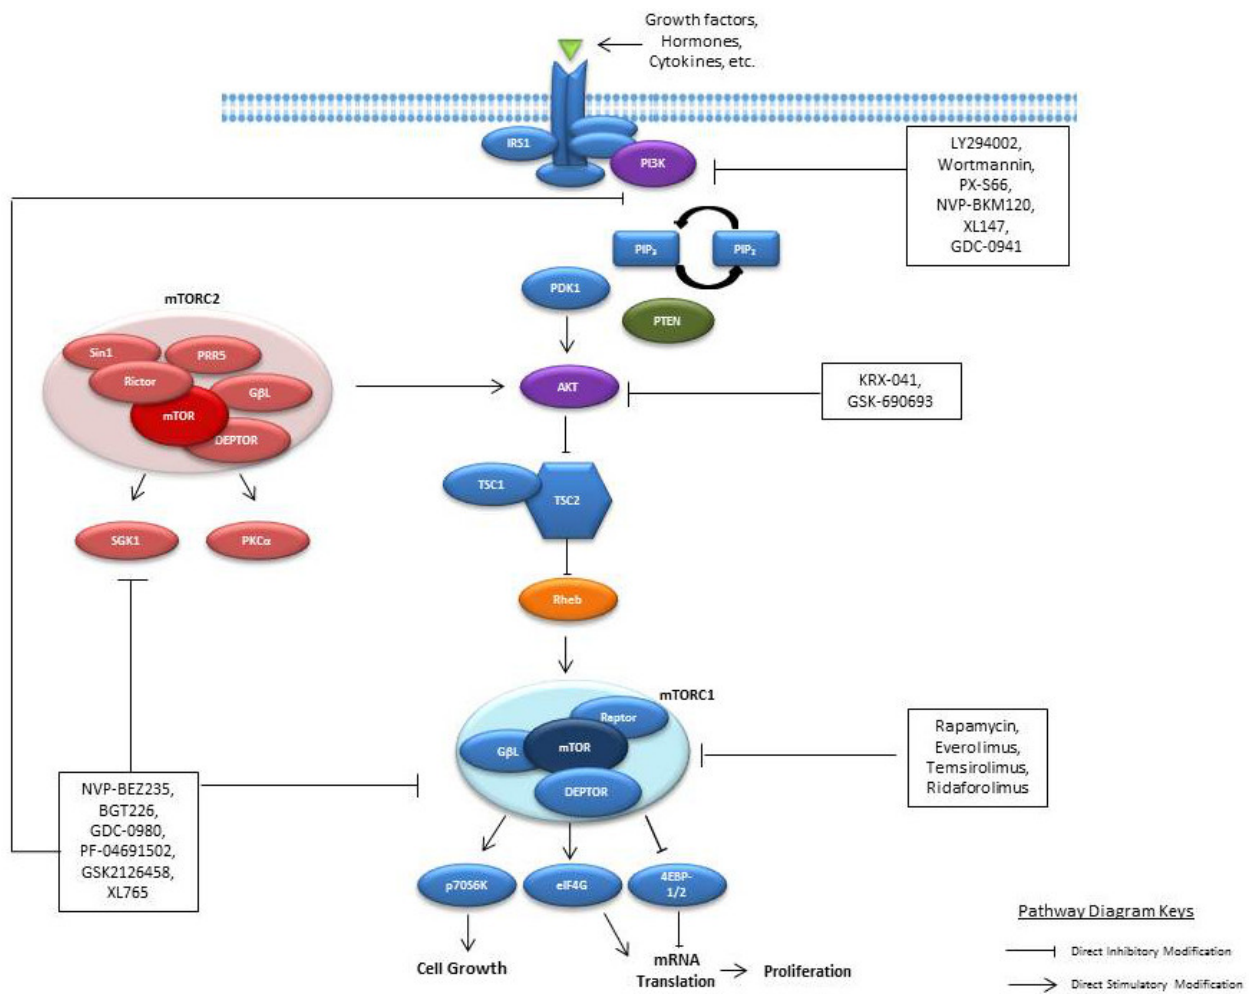 Growth factors,
Hormones,
Cytokines, etc.
IRS1
PI3K
LY294002,
Wortmannin,
PX-S66,
NVP-BKM120,
XL147,
GDC-0941
PIP₃
PIP₂
PDK1
PTEN
mTORC2
Sin1
PRR5
Rictor
GβL
mTOR
DEPTOR
AKT
KRX-041,
GSK-690693
TSC1
TSC2
SGK1
PKCα
Rheb
mTORC1
Raptor
GβL
mTOR
DEPTOR
Rapamycin,
Everolimus,
Temsirolimus,
Ridaforolimus
NVP-BEZ235,
BGT226,
GDC-0980,
PF-04691502,
GSK2126458,
XL765
p70S6K
eIF4G
4EBP-
1/2
Cell Growth
mRNA
Translation
Proliferation
Pathway Diagram Keys
Direct Inhibitory Modification
Direct Stimulatory Modification